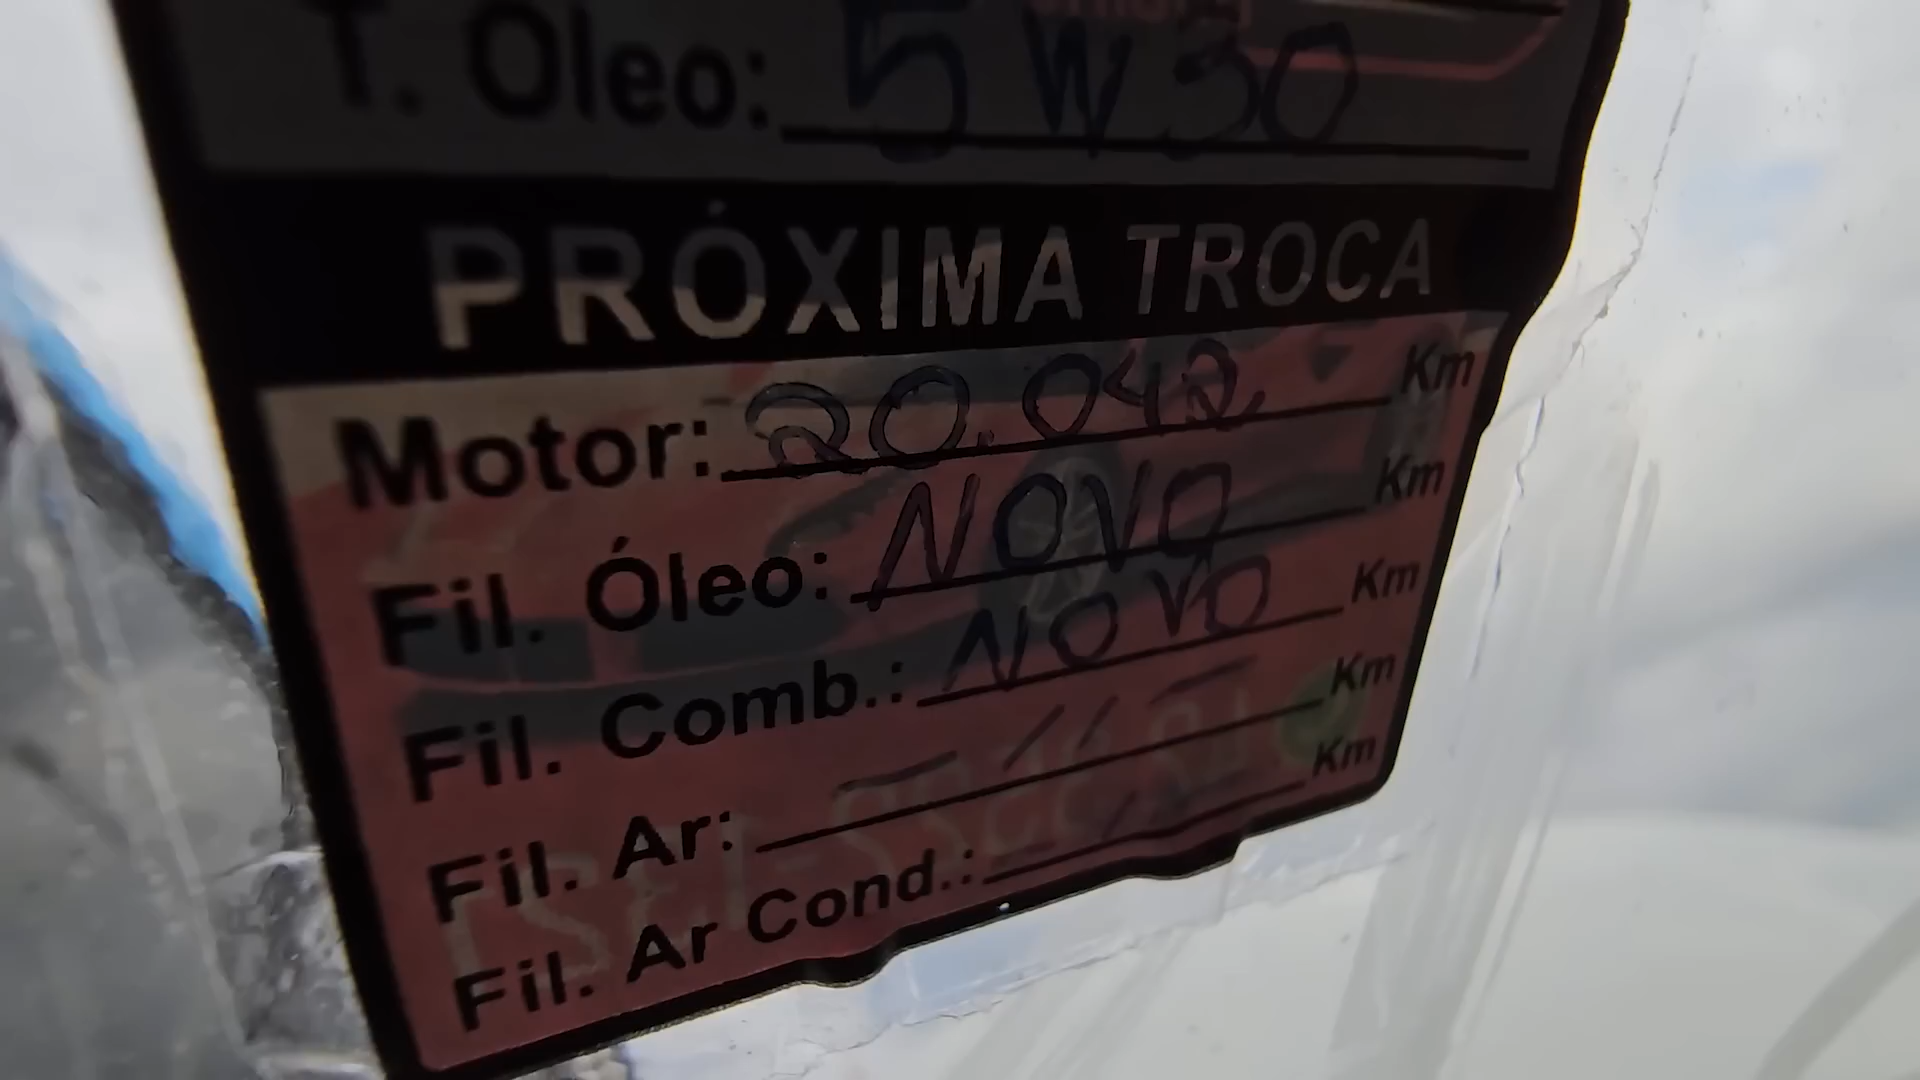 T. Óleo: 5W30
PRÓXIMA TROCA
Motor: 20.042 Km
Fil. Óleo: NOVO Km
Fil. Comb.: NOVO Km
Fil. Ar: — // — Km
Fil. Ar Cond.: Km